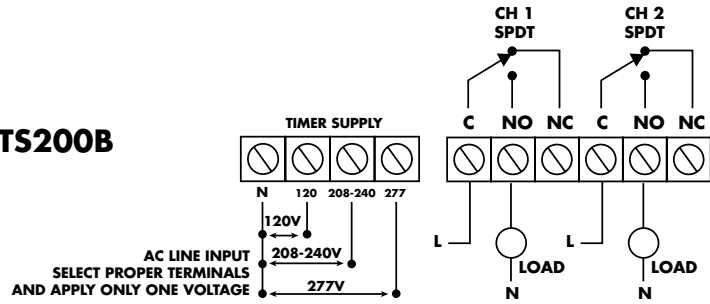 CH 1 CH 2
SPDT SPDT
C NO NC C NO NC
TS200B
TIMER SUPPLY
N 120 208-240 277
120V
208-240V
277V
AC LINE INPUT
SELECT PROPER TERMINALS
AND APPLY ONLY ONE VOLTAGE
L L
LOAD LOAD
N N